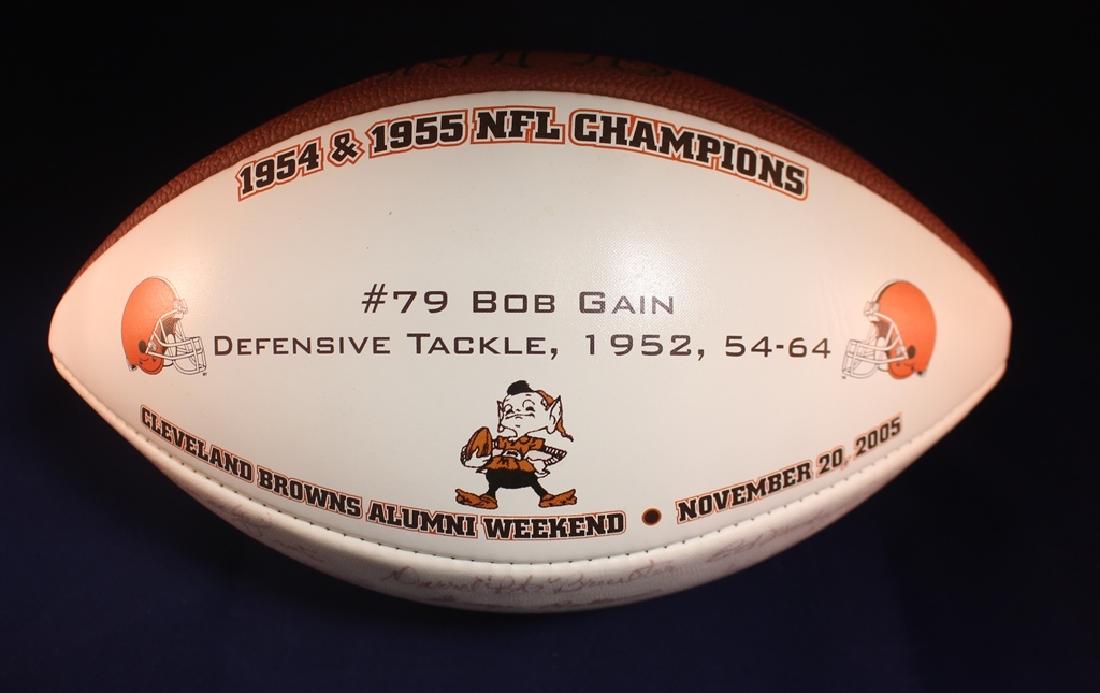 1954 & 1955 NFL CHAMPIONS
#79 BOB GAIN
DEFENSIVE TACKLE, 1952, 54-64
CLEVELAND BROWNS ALUMNI WEEKEND • NOVEMBER 20, 2005